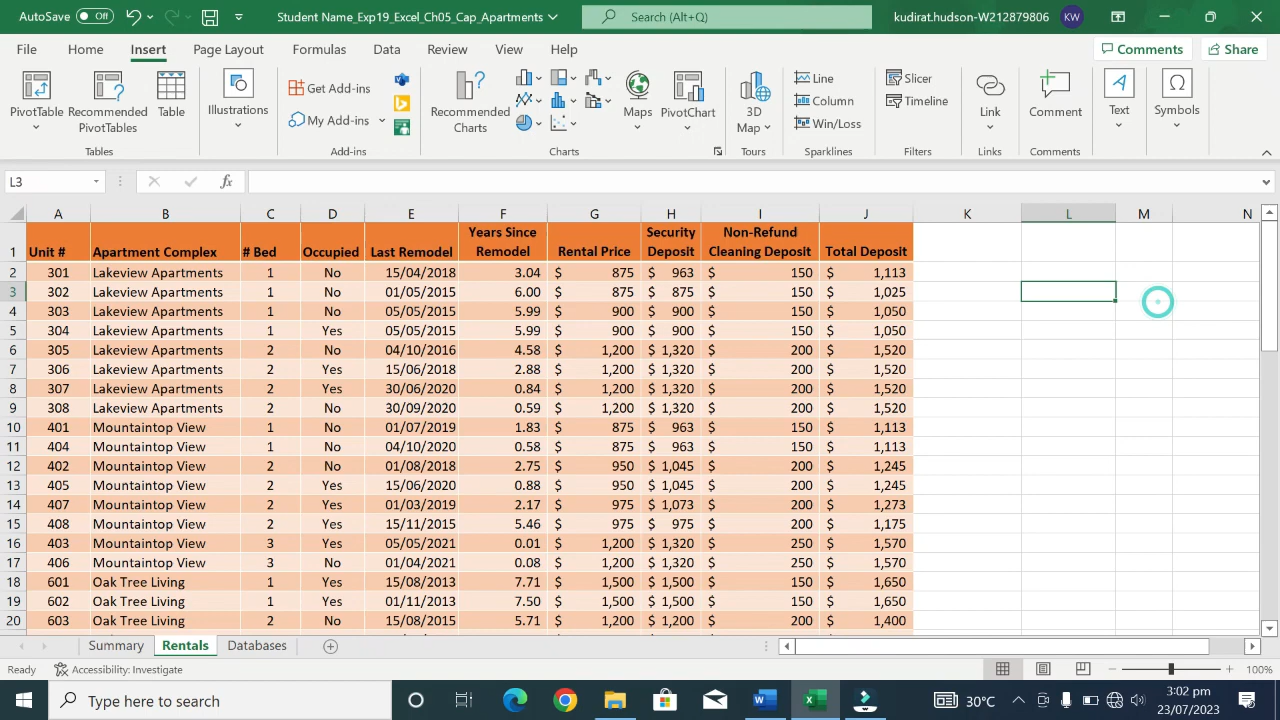 AutoSave Off Student Name_Exp19_Excel_Ch05_Cap_Apartments Search (Alt+Q) kudirat.hudson-W212879806 KW
File Home Insert Page Layout Formulas Data Review View Help Comments Share
PivotTable Recommended PivotTables Table Illustrations Get Add-ins My Add-ins Recommended Charts Maps PivotChart 3D Map Line Column Win/Loss Slicer Timeline Link Comment Text Symbols
Tables Add-ins Charts Tours Sparklines Filters Links Comments
L3 fx
A B C D E F G H I J K L M N
1 Unit # Apartment Complex # Bed Occupied Last Remodel Years Since Remodel Rental Price Security Deposit Non-Refund Cleaning Deposit Total Deposit
2 301 Lakeview Apartments 1 No 15/04/2018 3.04 $ 875 $ 963 $ 150 $ 1,113
3 302 Lakeview Apartments 1 No 01/05/2015 6.00 $ 875 $ 875 $ 150 $ 1,025
4 303 Lakeview Apartments 1 No 05/05/2015 5.99 $ 900 $ 900 $ 150 $ 1,050
5 304 Lakeview Apartments 1 Yes 05/05/2015 5.99 $ 900 $ 900 $ 150 $ 1,050
6 305 Lakeview Apartments 2 No 04/10/2016 4.58 $ 1,200 $ 1,320 $ 200 $ 1,520
7 306 Lakeview Apartments 2 Yes 15/06/2018 2.88 $ 1,200 $ 1,320 $ 200 $ 1,520
8 307 Lakeview Apartments 2 Yes 30/06/2020 0.84 $ 1,200 $ 1,320 $ 200 $ 1,520
9 308 Lakeview Apartments 2 No 30/09/2020 0.59 $ 1,200 $ 1,320 $ 200 $ 1,520
10 401 Mountaintop View 1 No 01/07/2019 1.83 $ 875 $ 963 $ 150 $ 1,113
11 404 Mountaintop View 1 No 04/10/2020 0.58 $ 875 $ 963 $ 150 $ 1,113
12 402 Mountaintop View 2 No 01/08/2018 2.75 $ 950 $ 1,045 $ 200 $ 1,245
13 405 Mountaintop View 2 Yes 15/06/2020 0.88 $ 950 $ 1,045 $ 200 $ 1,245
14 407 Mountaintop View 2 Yes 01/03/2019 2.17 $ 975 $ 1,073 $ 200 $ 1,273
15 408 Mountaintop View 2 Yes 15/11/2015 5.46 $ 975 $ 975 $ 200 $ 1,175
16 403 Mountaintop View 3 Yes 05/05/2021 0.01 $ 1,200 $ 1,320 $ 250 $ 1,570
17 406 Mountaintop View 3 No 01/04/2021 0.08 $ 1,200 $ 1,320 $ 250 $ 1,570
18 601 Oak Tree Living 1 Yes 15/08/2013 7.71 $ 1,500 $ 1,500 $ 150 $ 1,650
19 602 Oak Tree Living 1 Yes 01/11/2013 7.50 $ 1,500 $ 1,500 $ 150 $ 1,650
20 603 Oak Tree Living 2 No 15/08/2015 5.71 $ 1,200 $ 1,200 $ 200 $ 1,400
Summary Rentals Databases
Ready Accessibility: Investigate 100%
Type here to search 30°C 3:02 pm
23/07/2023